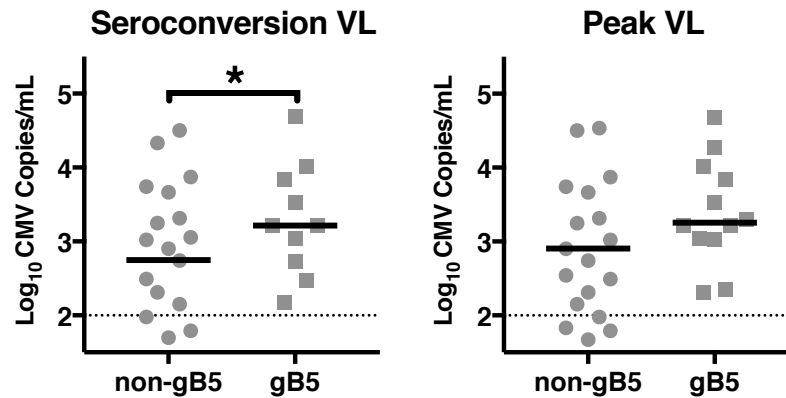 Seroconversion VL
Log10 CMV Copies/mL
5
4
3
2
*
non-gB5 gB5
Peak VL
Log10 CMV Copies/mL
5
4
3
2
non-gB5 gB5